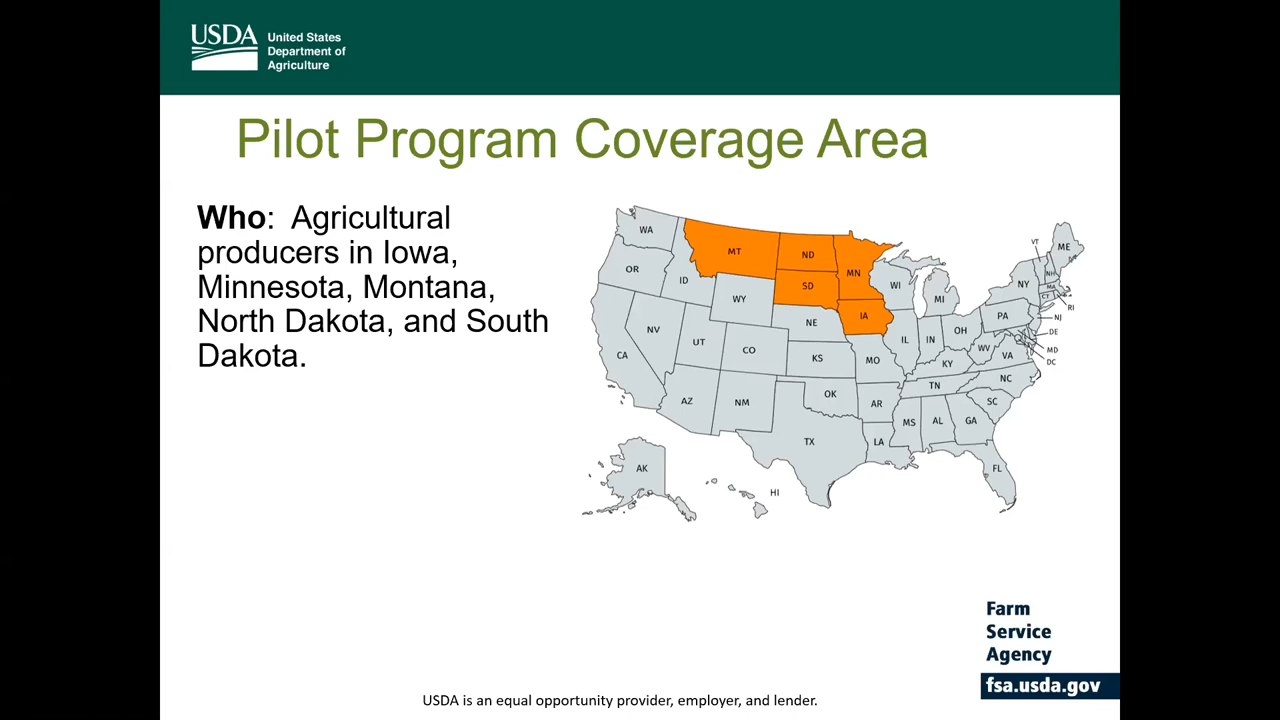 USDA
United States
Department of
Agriculture
Pilot Program Coverage Area
Who: Agricultural
producers in Iowa,
Minnesota, Montana,
North Dakota, and South
Dakota.
WA
MT
ND
MN
OR
ID
SD
WY
WI
MI
IA
NE
NV
UT
CO
CA
KS
MO
IL
IN
OH
KY
WV
VA
PA
NY
VT
NH
ME
MA
CT
RI
NJ
DE
MD
DC
NC
TN
SC
AZ
NM
OK
AR
MS
AL
GA
TX
LA
FL
AK
HI
Farm
Service
Agency
fsa.usda.gov
USDA is an equal opportunity provider, employer, and lender.